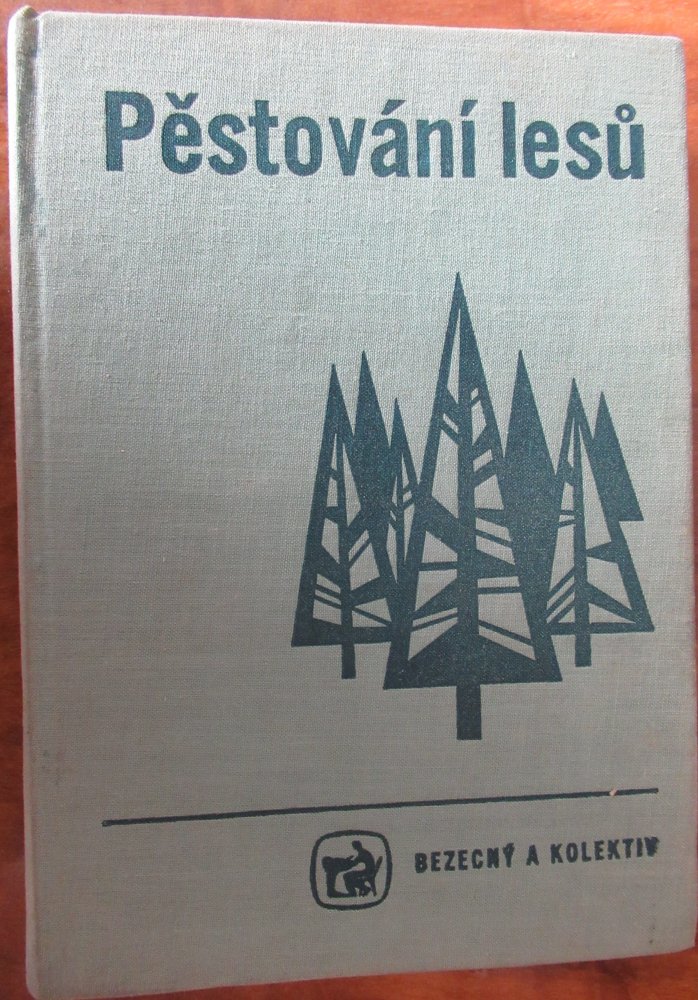 Pěstování lesů
BEZECNÝ A KOLEKTIV